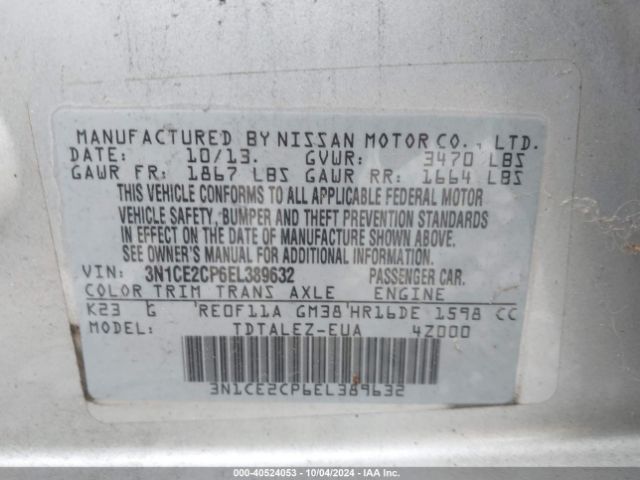 MANUFACTURED BY NISSAN MOTOR CO., LTD.
DATE: 10/13. GVWR: 3470 LBS
GAWR FR: 1867 LBS GAWR RR: 1664 LBS
THIS VEHICLE CONFORMS TO ALL APPLICABLE FEDERAL MOTOR
VEHICLE SAFETY, BUMPER AND THEFT PREVENTION STANDARDS
IN EFFECT ON THE DATE OF MANUFACTURE SHOWN ABOVE.
SEE OWNER'S MANUAL FOR ADDITIONAL INFORMATION.
VIN: 3N1CE2CP6EL389632 PASSENGER CAR.
COLOR TRIM TRANS AXLE ENGINE
K23 G 'RE0F11A GM38'HR16DE 1598 CC
MODEL: TDTALEZ-EUA 4Z000
3N1CE2CP6EL389632
000-40524053 - 10/04/2024 - IAA Inc.